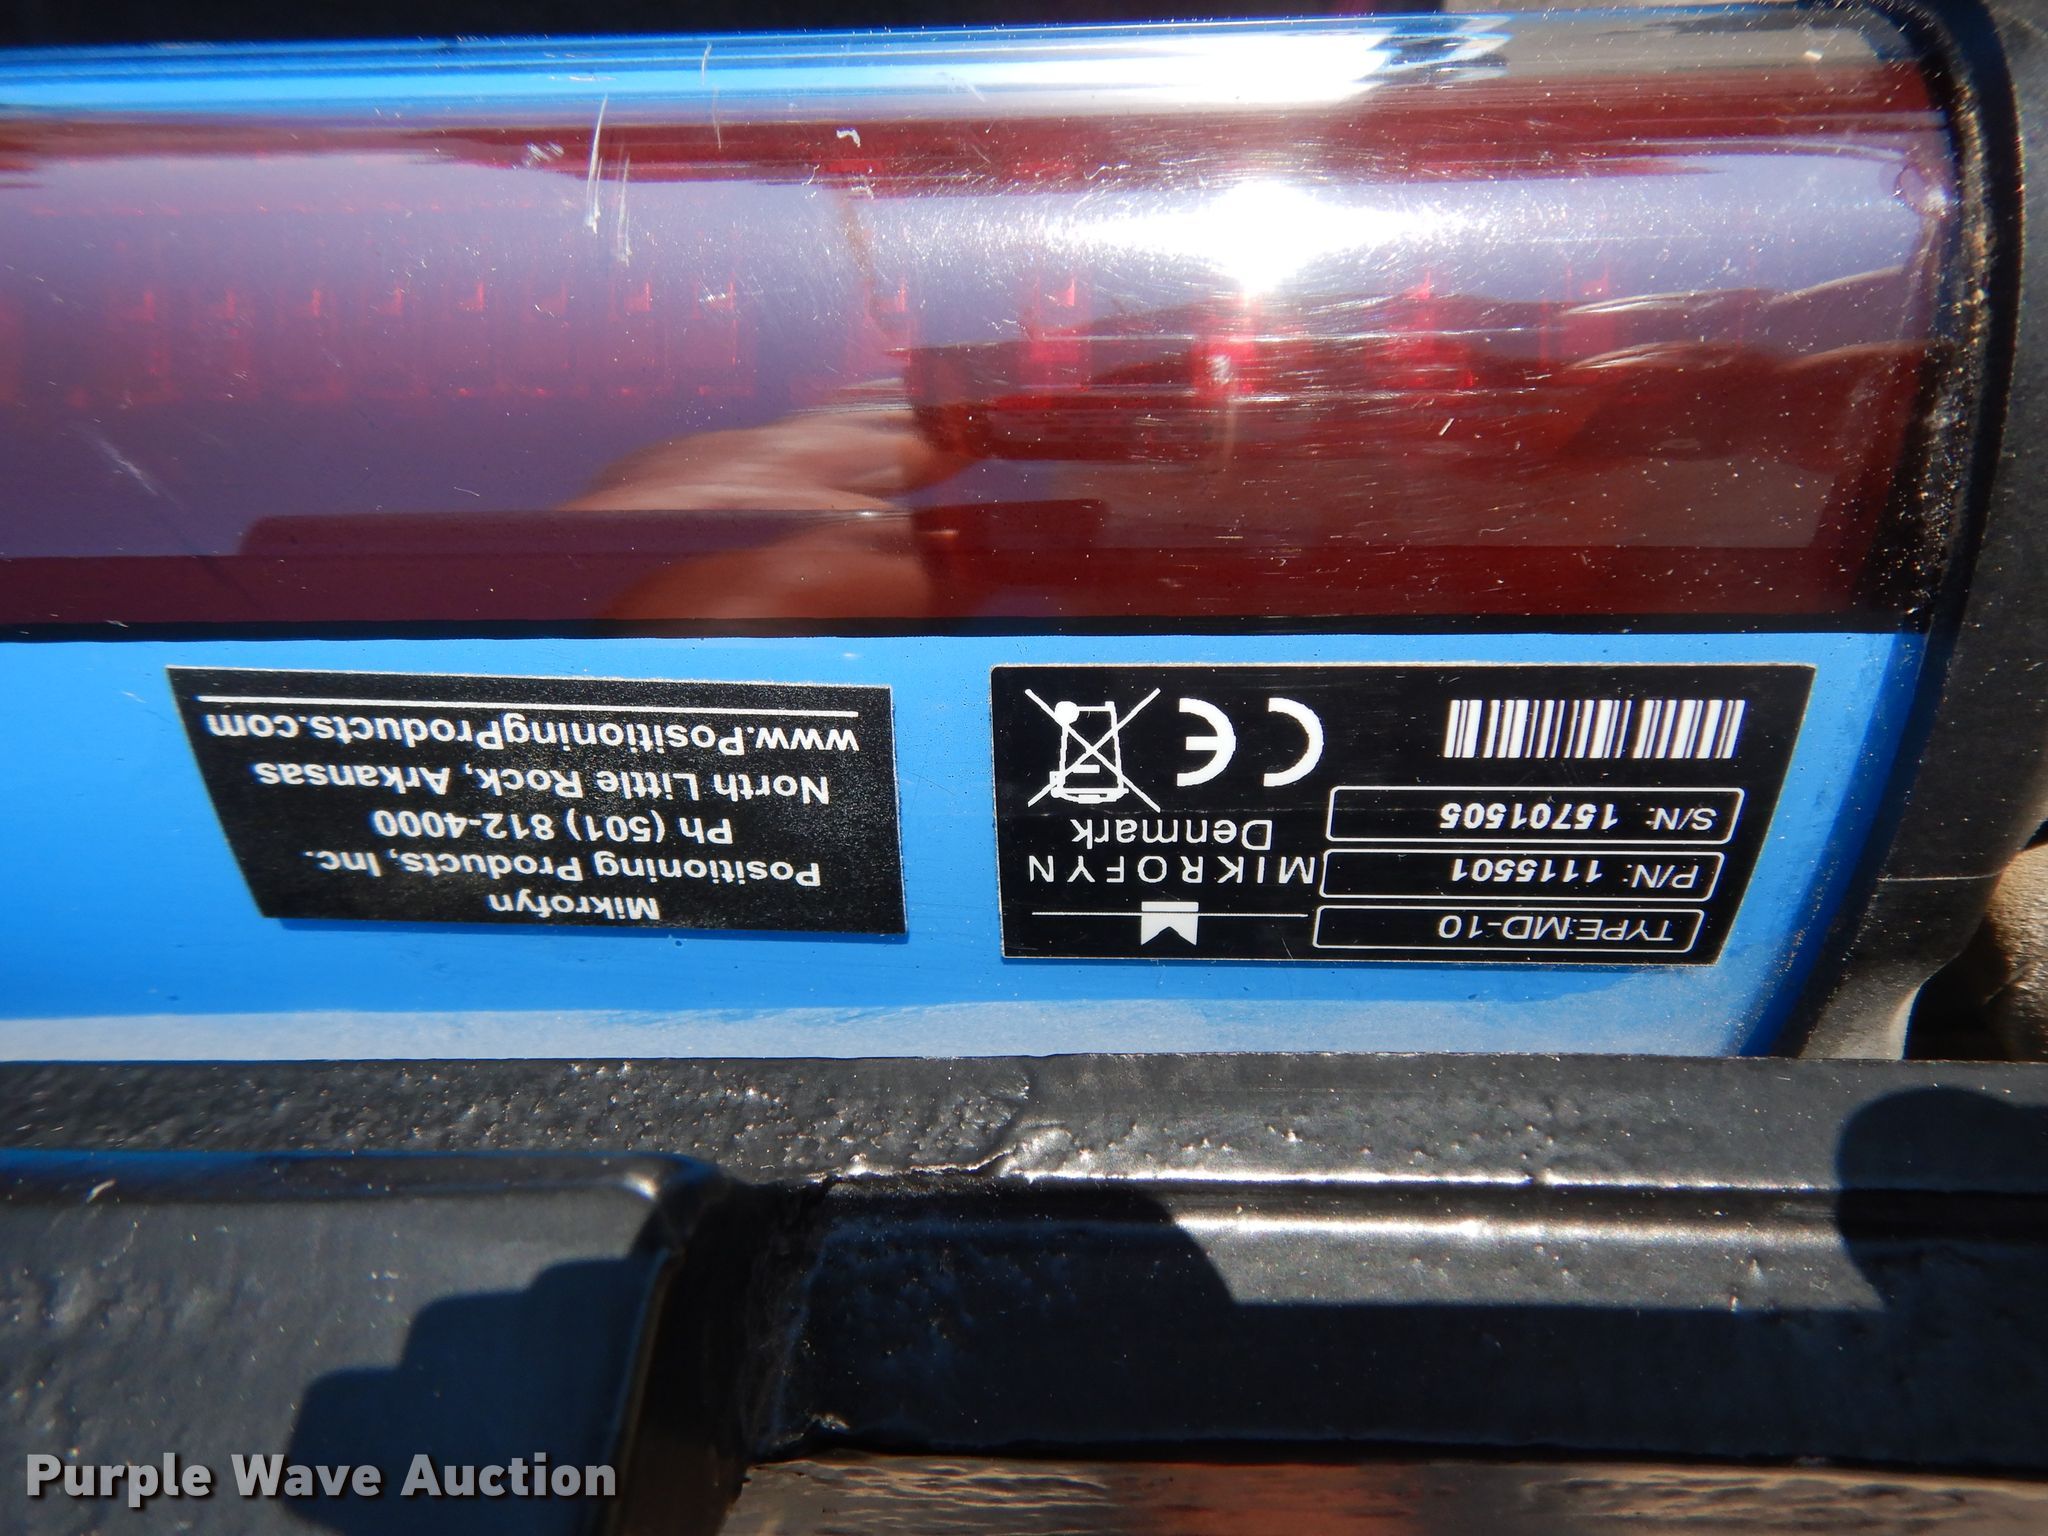 TYPE:MD-10
P/N: 1115501
S/N: 15701505
MIKROFYN
Denmark
CE
Mikrofyn
Positioning Products, Inc.
Ph (501) 812-4000
North Little Rock, Arkansas
www.PositioningProducts.com
Purple Wave Auction